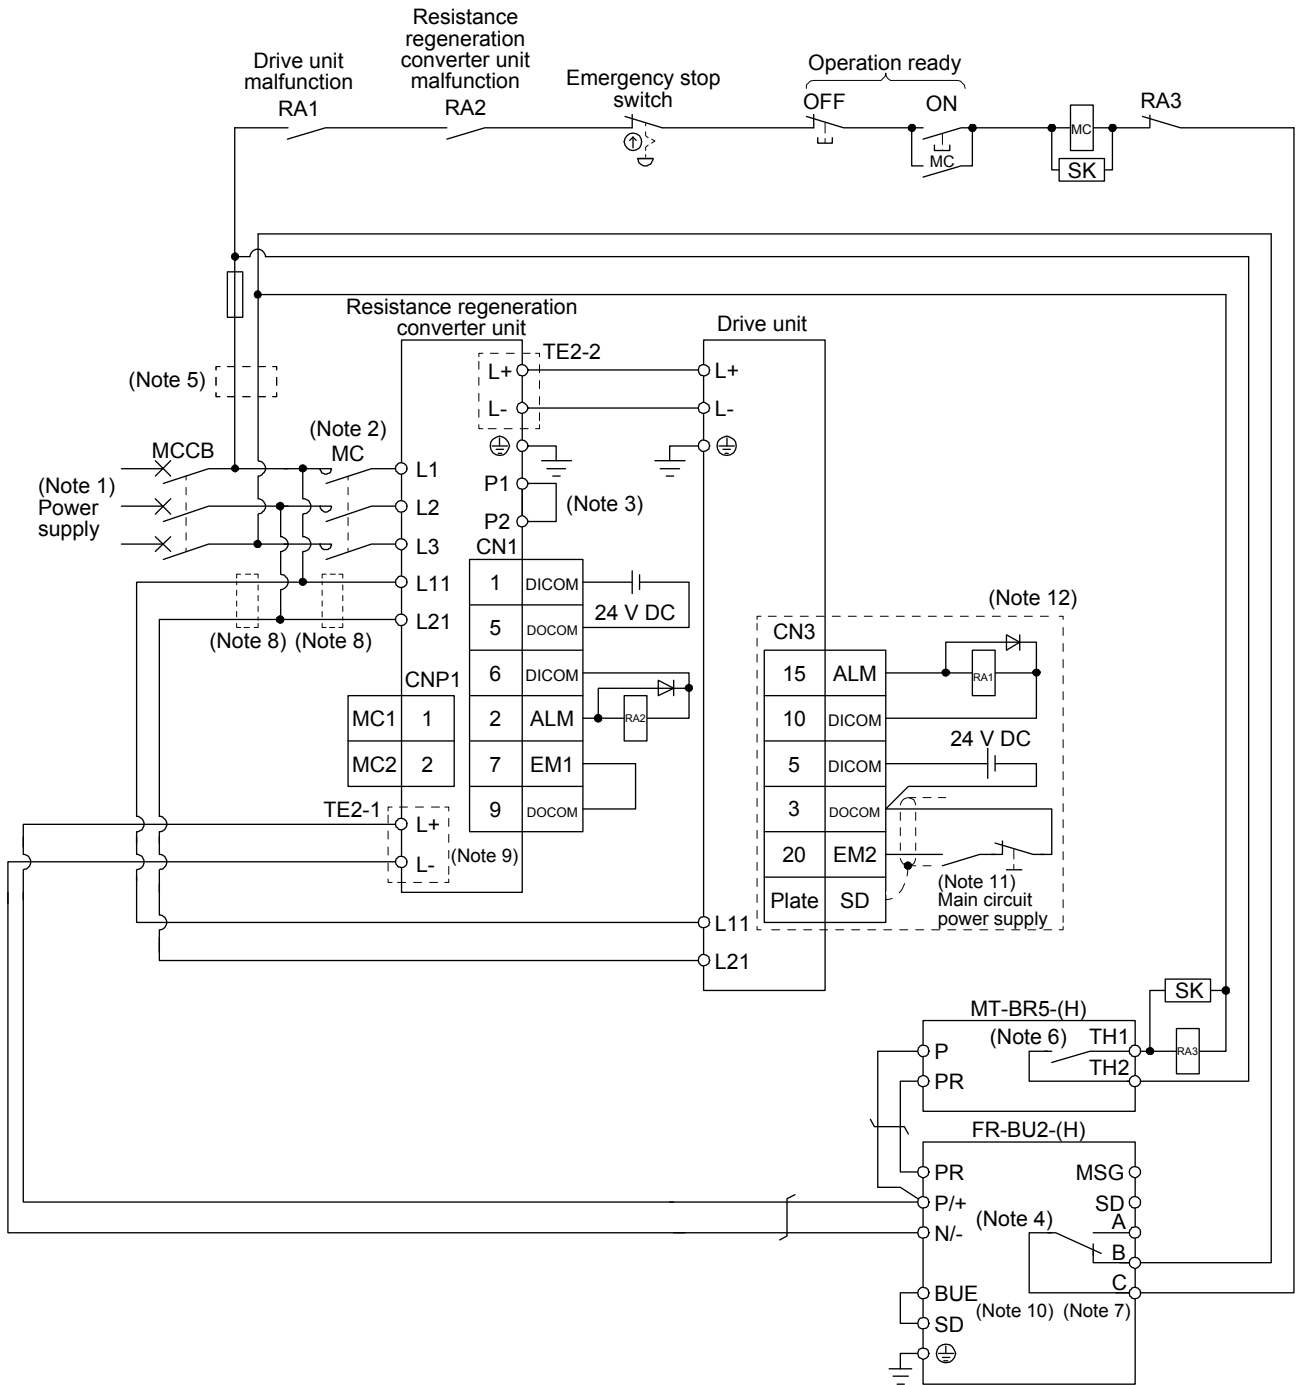 Resistance
regeneration
converter unit
malfunction
Drive unit
malfunction
RA1
RA2
Emergency stop
switch
Operation ready
OFF
ON
MC
MC
SK
RA3
Resistance regeneration
converter unit
Drive unit
TE2-2
L+
L-
L+
L-
(Note 5)
(Note 2)
MCCB
MC
(Note 1)
Power
supply
L1
L2
L3
L11
L21
P1
P2
(Note 3)
CN1
1 DICOM
5 DOCOM
24 V DC
6 DICOM
2 ALM
RA2
7 EM1
9 DOCOM
(Note 8) (Note 8)
CNP1
MC1 1
MC2 2
TE2-1
L+
L-
(Note 9)
(Note 12)
CN3
15 ALM
RA1
10 DICOM
24 V DC
5 DICOM
3 DOCOM
20 EM2
Plate SD
(Note 11)
Main circuit
power supply
L11
L21
SK
MT-BR5-(H)
(Note 6)
TH1
TH2
RA3
P
PR
FR-BU2-(H)
PR
P/+
N/-
MSG
SD
A
B
C
(Note 4)
BUE
SD
(Note 10) (Note 7)